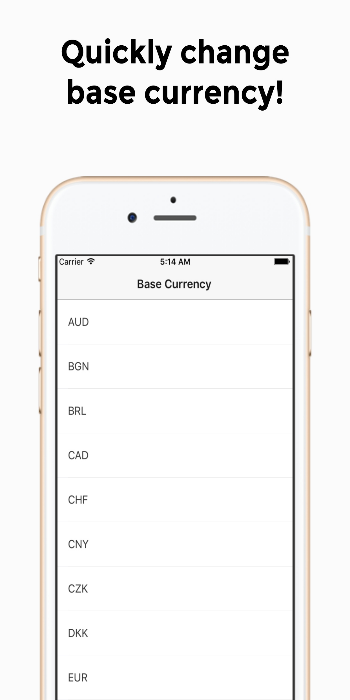 Quickly change
base currency!
Carrier 5:14 AM
Base Currency
AUD
BGN
BRL
CAD
CHF
CNY
CZK
DKK
EUR